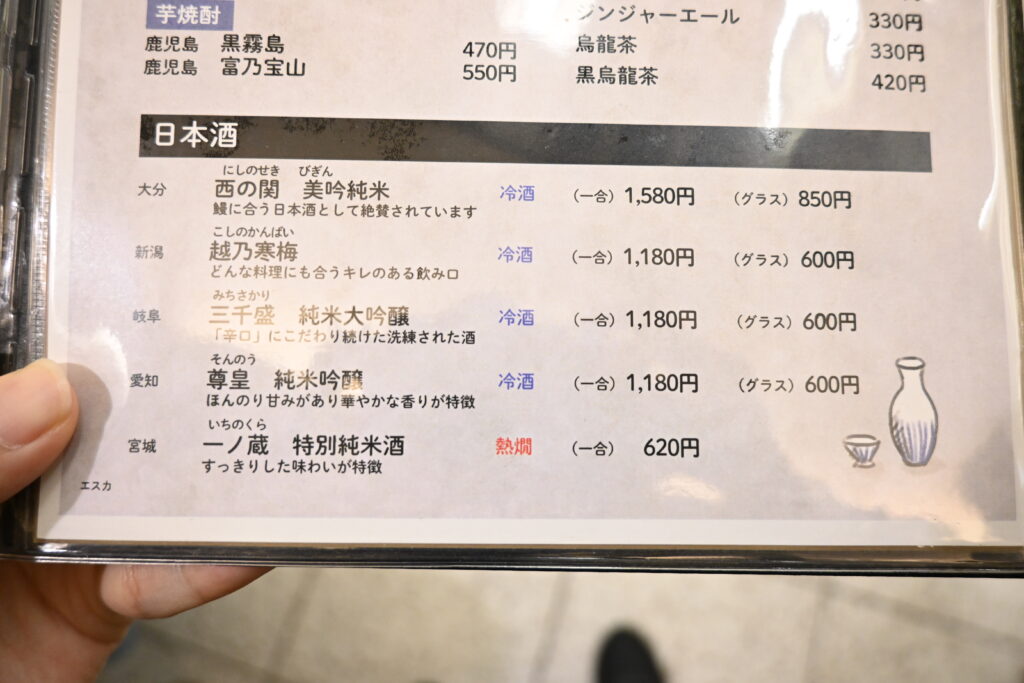 芋焼酎
鹿児島 黒霧島 470円
鹿児島 富乃宝山 550円
ジンジャーエール 330円
烏龍茶 330円
黒烏龍茶 420円
日本酒
にしのせき びぎん
大分 西の関 美吟純米 冷酒 (一合) 1,580円 (グラス) 850円
鰻に合う日本酒として絶賛されています
こしのかんばい
新潟 越乃寒梅 冷酒 (一合) 1,180円 (グラス) 600円
どんな料理にも合うキレのある飲み口
みちさかり
岐阜 三千盛 純米大吟醸 冷酒 (一合) 1,180円 (グラス) 600円
「辛口」にこだわり続けた洗練された酒
そんのう
愛知 尊皇 純米吟醸 冷酒 (一合) 1,180円 (グラス) 600円
ほんのり甘みがあり華やかな香りが特徴
いちのくら
宮城 一ノ蔵 特別純米酒 熱燗 (一合) 620円
すっきりした味わいが特徴
エスカ